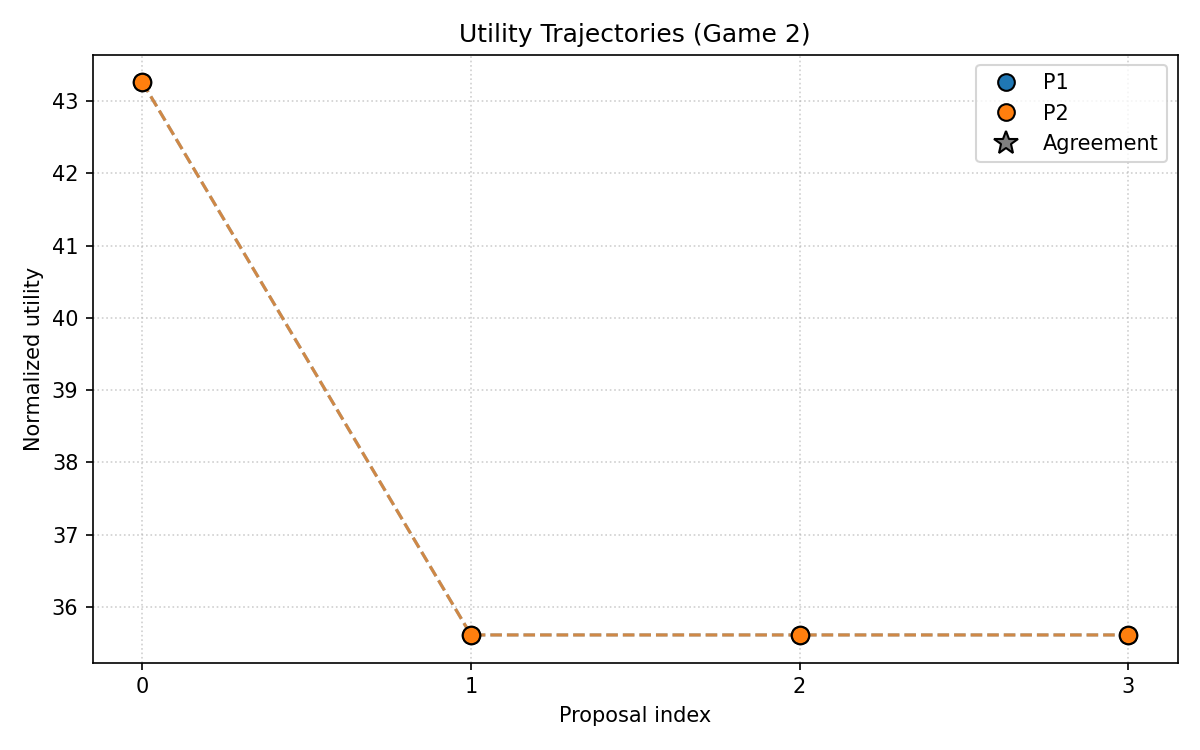 Utility Trajectories (Game 2)
P1
P2
Agreement
Normalized utility
43
42
41
40
39
38
37
36
0 1 2 3
Proposal index